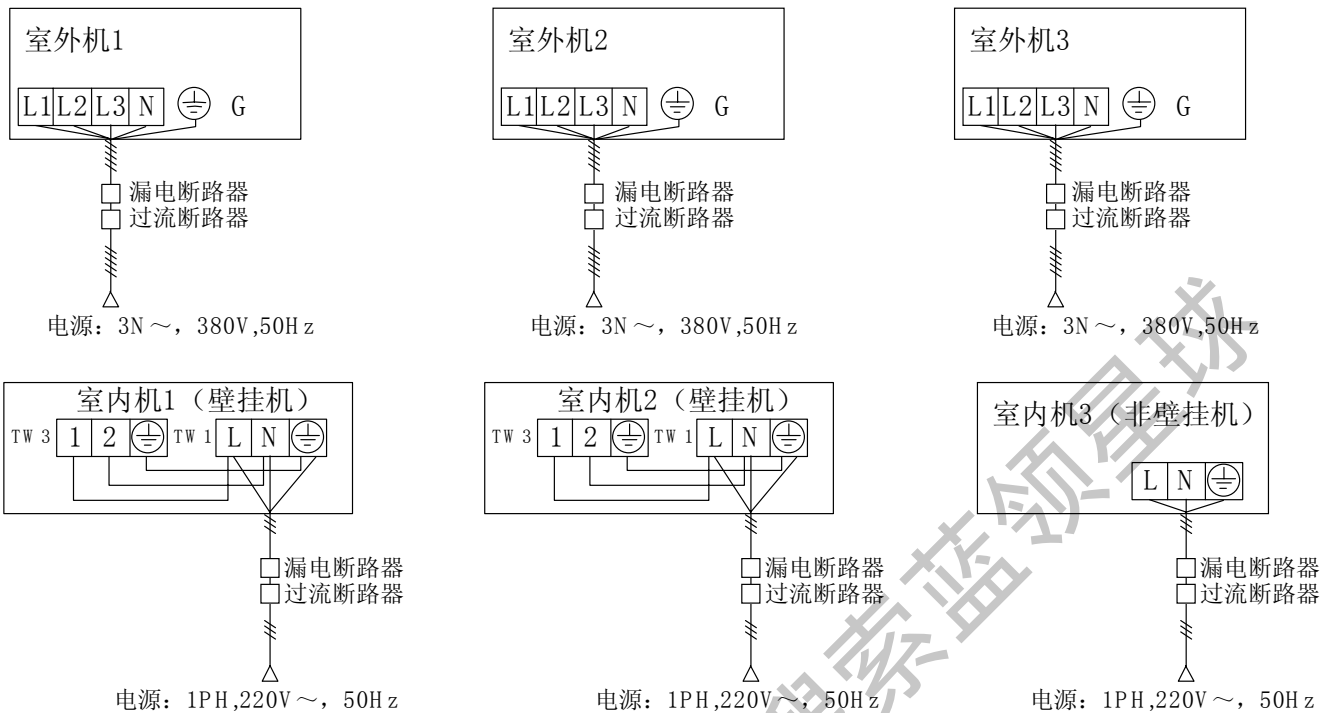 室外机1
室外机2
室外机3
L1 L2 L3 N G
L1 L2 L3 N G
L1 L2 L3 N G
漏电断路器
过流断路器
漏电断路器
过流断路器
漏电断路器
过流断路器
电源：3N～，380V,50Hz
电源：3N～，380V,50Hz
电源：3N～，380V,50Hz
室内机1（壁挂机）
TW3 1 2 TW1 L N
室内机2（壁挂机）
TW3 1 2 TW1 L N
室内机3（非壁挂机）
L N
漏电断路器
过流断路器
漏电断路器
过流断路器
漏电断路器
过流断路器
电源：1PH,220V～，50Hz
电源：1PH,220V～，50Hz
电源：1PH,220V～，50Hz
搜索蓝领星球